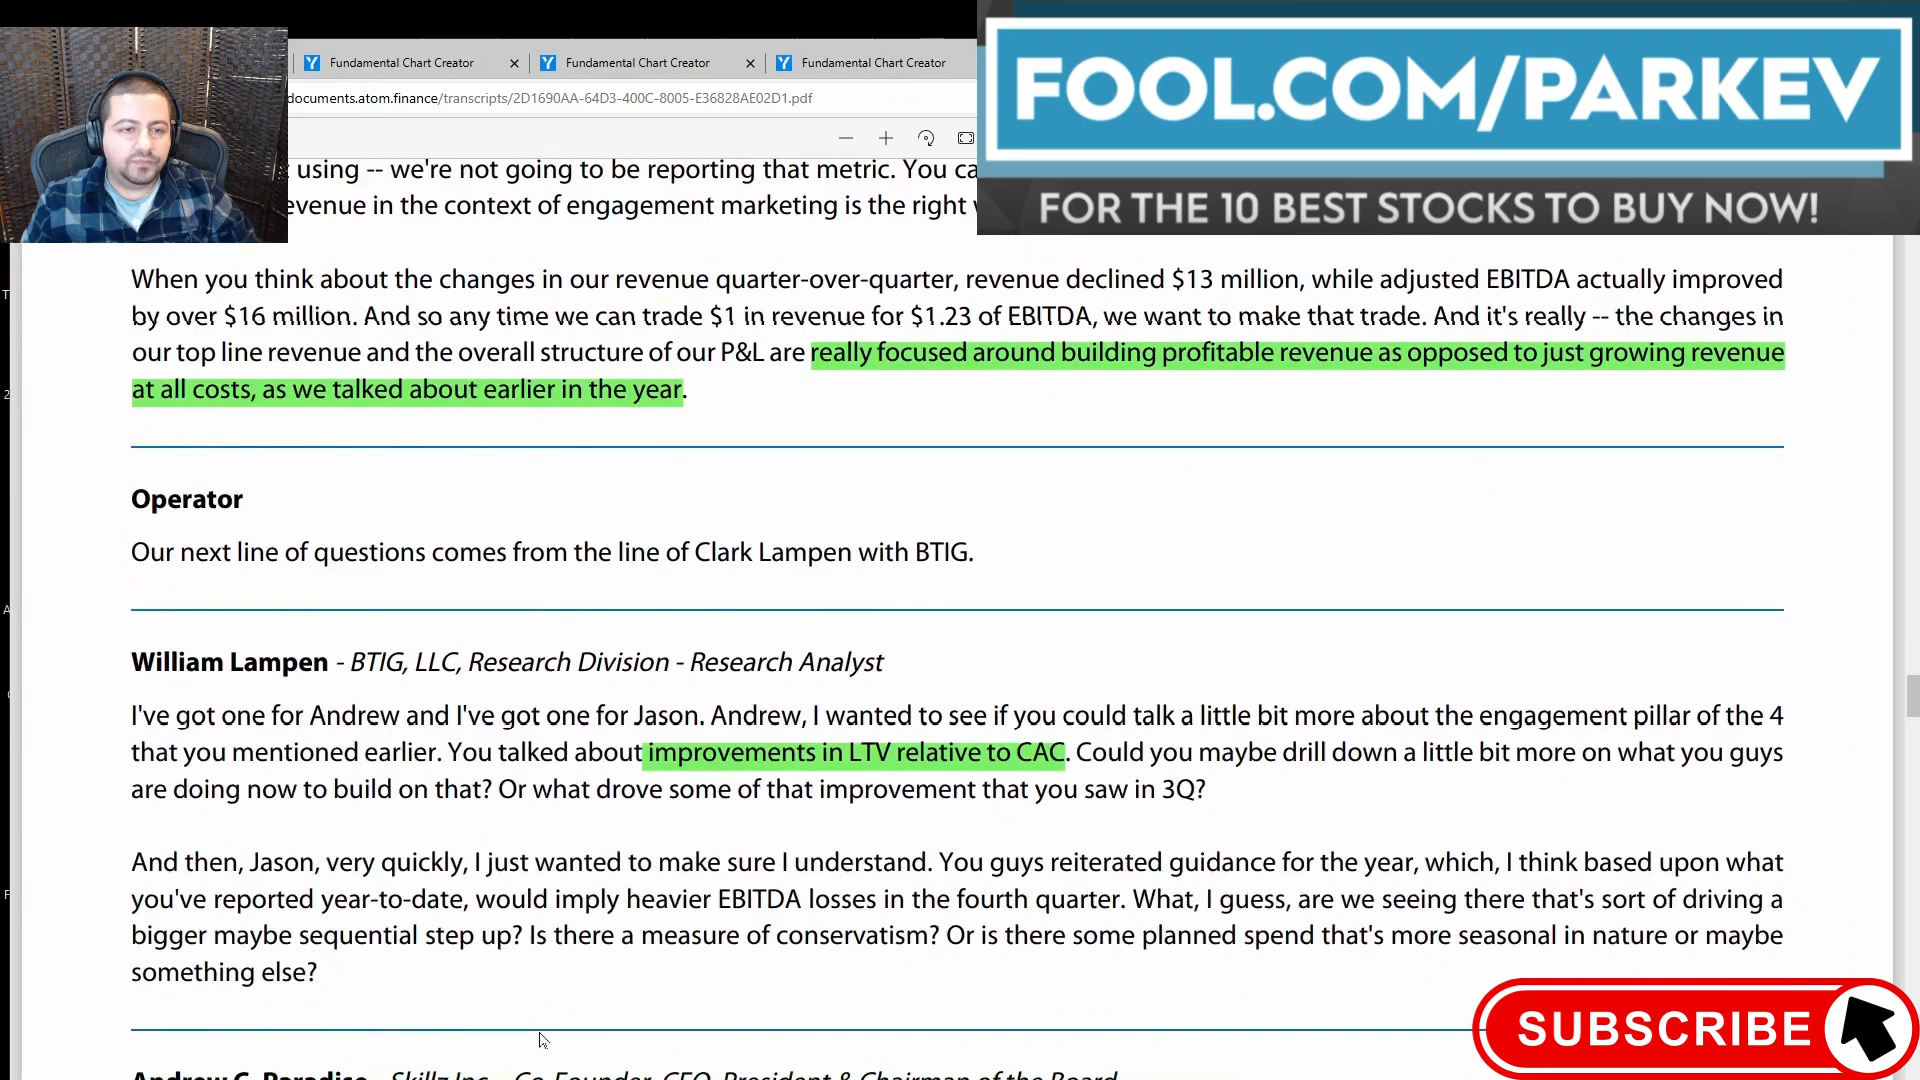 FOOL.COM/PARKEV
FOR THE 10 BEST STOCKS TO BUY NOW!
Fundamental Chart Creator
Fundamental Chart Creator
Fundamental Chart Creator
documents.atom.finance/transcripts/2D1690AA-64D3-400C-8005-E36828AE02D1.pdf
using -- we're not going to be reporting that metric. You ca
evenue in the context of engagement marketing is the right
When you think about the changes in our revenue quarter-over-quarter, revenue declined $13 million, while adjusted EBITDA actually improved
by over $16 million. And so any time we can trade $1 in revenue for $1.23 of EBITDA, we want to make that trade. And it's really -- the changes in
our top line revenue and the overall structure of our P&L are really focused around building profitable revenue as opposed to just growing revenue
at all costs, as we talked about earlier in the year.
Operator
Our next line of questions comes from the line of Clark Lampen with BTIG.
William Lampen - BTIG, LLC, Research Division - Research Analyst
I've got one for Andrew and I've got one for Jason. Andrew, I wanted to see if you could talk a little bit more about the engagement pillar of the 4
that you mentioned earlier. You talked about improvements in LTV relative to CAC. Could you maybe drill down a little bit more on what you guys
are doing now to build on that? Or what drove some of that improvement that you saw in 3Q?
And then, Jason, very quickly, I just wanted to make sure I understand. You guys reiterated guidance for the year, which, I think based upon what
you've reported year-to-date, would imply heavier EBITDA losses in the fourth quarter. What, I guess, are we seeing there that's sort of driving a
bigger maybe sequential step up? Is there a measure of conservatism? Or is there some planned spend that's more seasonal in nature or maybe
something else?
Andrew C. Paradise - Skillz Inc. - Co-Founder, CEO, President & Chairman of the Board
SUBSCRIBE